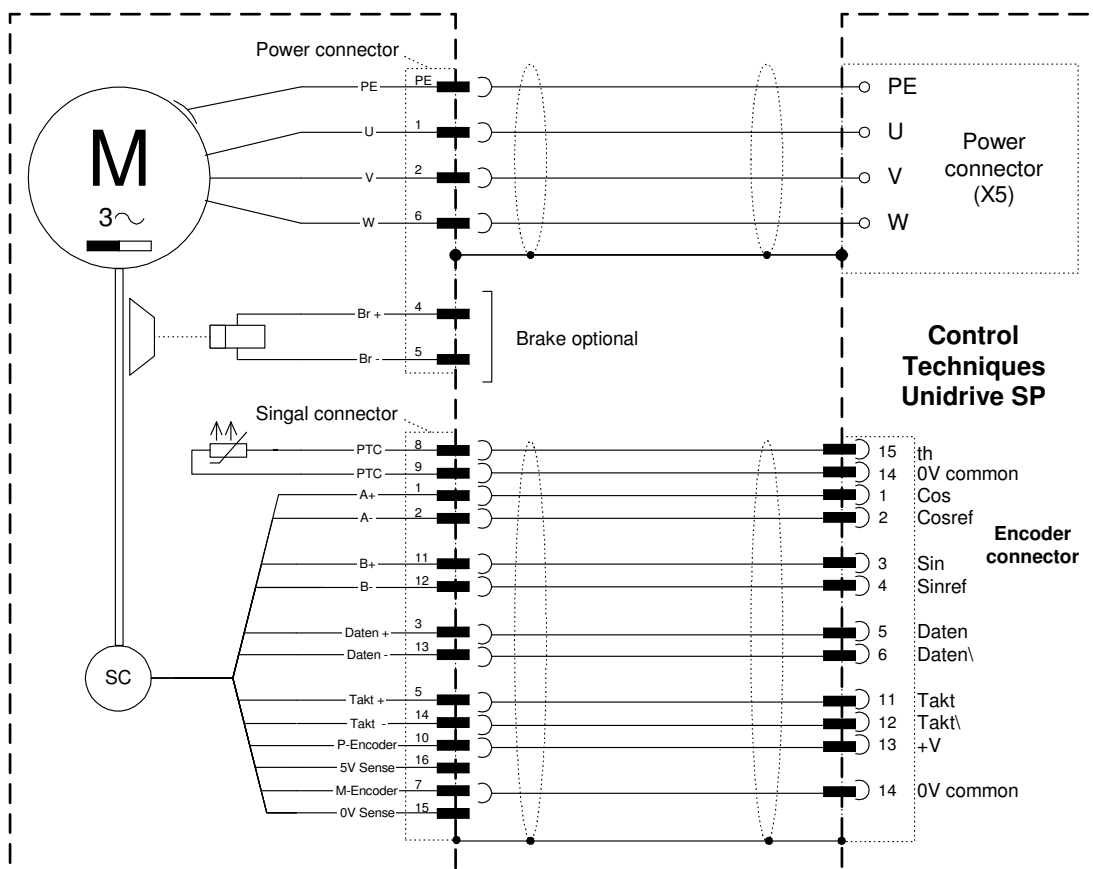 Power connector
PE PE PE
U 1 U
V 2 V
W 6 W
Power
connector
(X5)
M
3
Br + 4
Br - 5
Brake optional
Control
Techniques
Unidrive SP
Singal connector
PTC 8 15 th
PTC 9 14 0V common
A+ 1 1 Cos
A- 2 2 Cosref
Encoder
connector
B+ 11 3 Sin
B- 12 4 Sinref
Daten + 3 5 Daten
Daten - 13 6 Daten\
SC
Takt + 5 11 Takt
Takt - 14 12 Takt\
P-Encoder 10 13 +V
5V Sense 16
M-Encoder 7 14 0V common
0V Sense 15